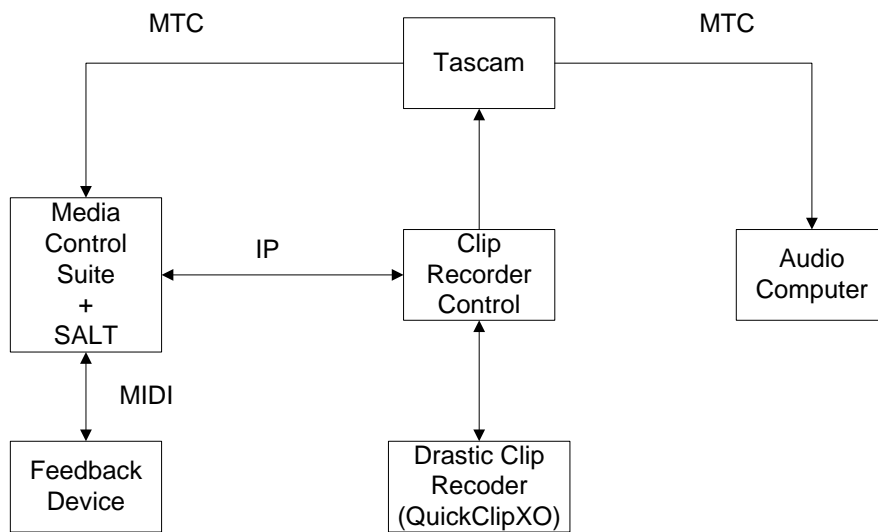 MTC
MTC
Tascam
Media
Control
Suite
+
SALT
IP
Clip
Recorder
Control
Audio
Computer
MIDI
Feedback
Device
Drastic Clip
Recoder
(QuickClipXO)